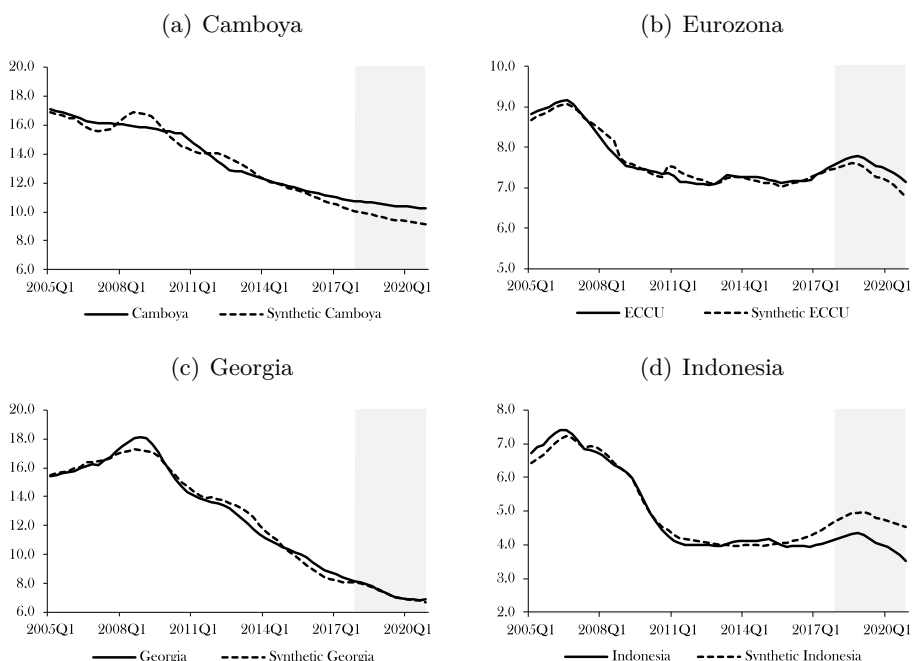 (a) Camboya
20.0
18.0
16.0
14.0
12.0
10.0
8.0
6.0
2005Q1 2008Q1 2011Q1 2014Q1 2017Q1 2020Q1
Camboya Synthetic Camboya
(b) Eurozona
10.0
9.0
8.0
7.0
6.0
5.0
2005Q1 2008Q1 2011Q1 2014Q1 2017Q1 2020Q1
ECCU Synthetic ECCU
(c) Georgia
20.0
18.0
16.0
14.0
12.0
10.0
8.0
6.0
2005Q1 2008Q1 2011Q1 2014Q1 2017Q1 2020Q1
Georgia Synthetic Georgia
(d) Indonesia
8.0
7.0
6.0
5.0
4.0
3.0
2.0
2005Q1 2008Q1 2011Q1 2014Q1 2017Q1 2020Q1
Indonesia Synthetic Indonesia